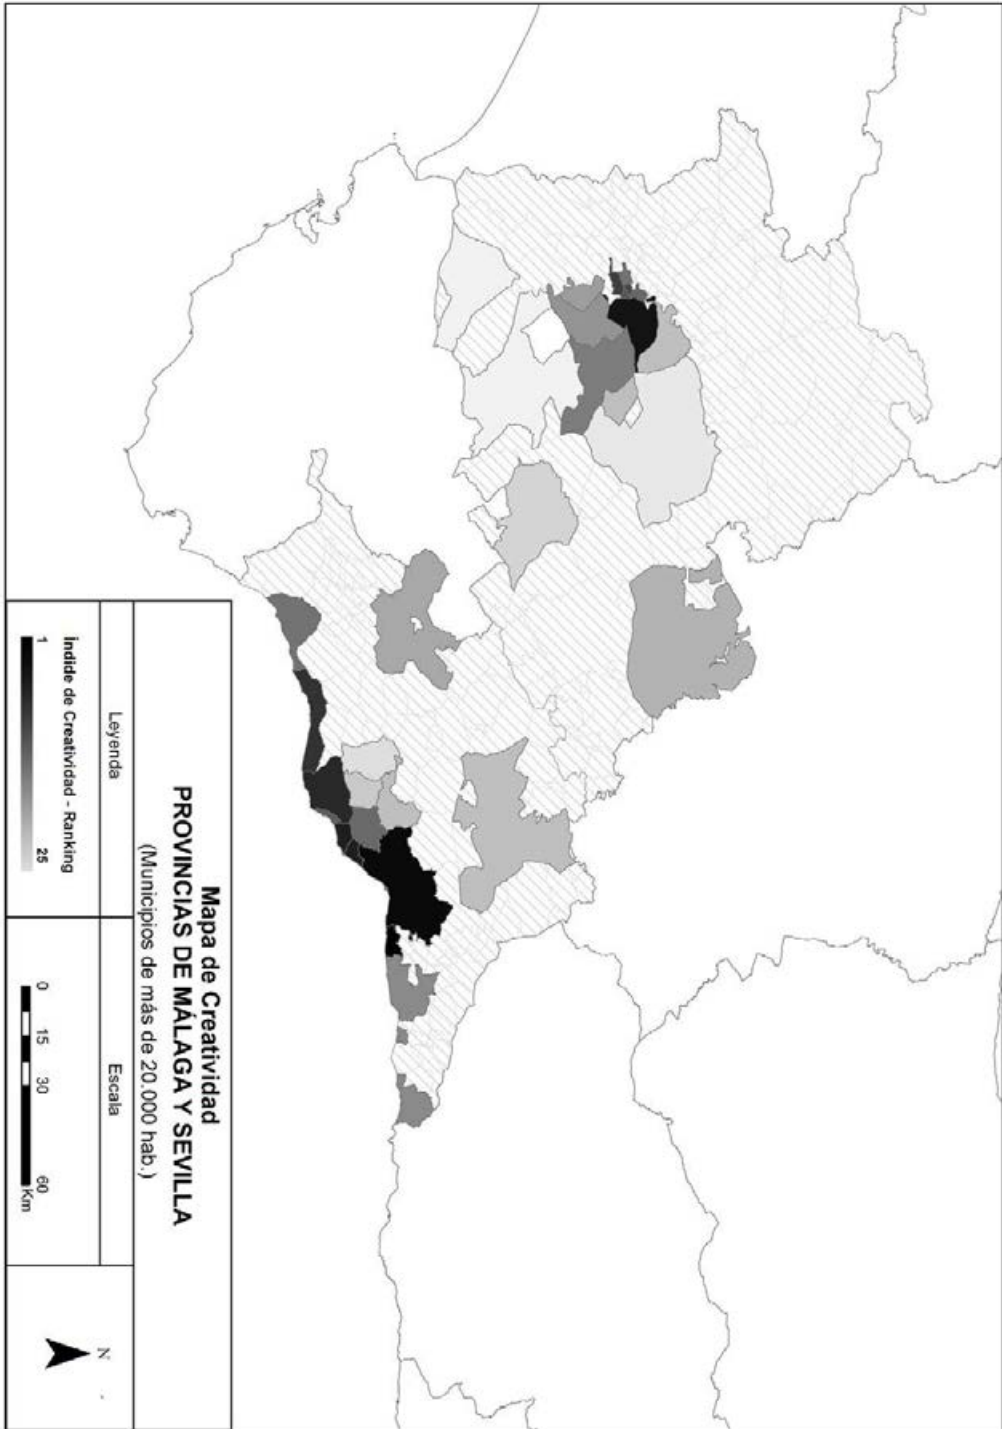 Mapa de Creatividad
PROVINCIAS DE MÁLAGA Y SEVILLA
(Municipios de más de 20.000 hab.)
Leyenda
Índide de Creatividad - Ranking
1 25
Escala
0 15 30 60
Km
N